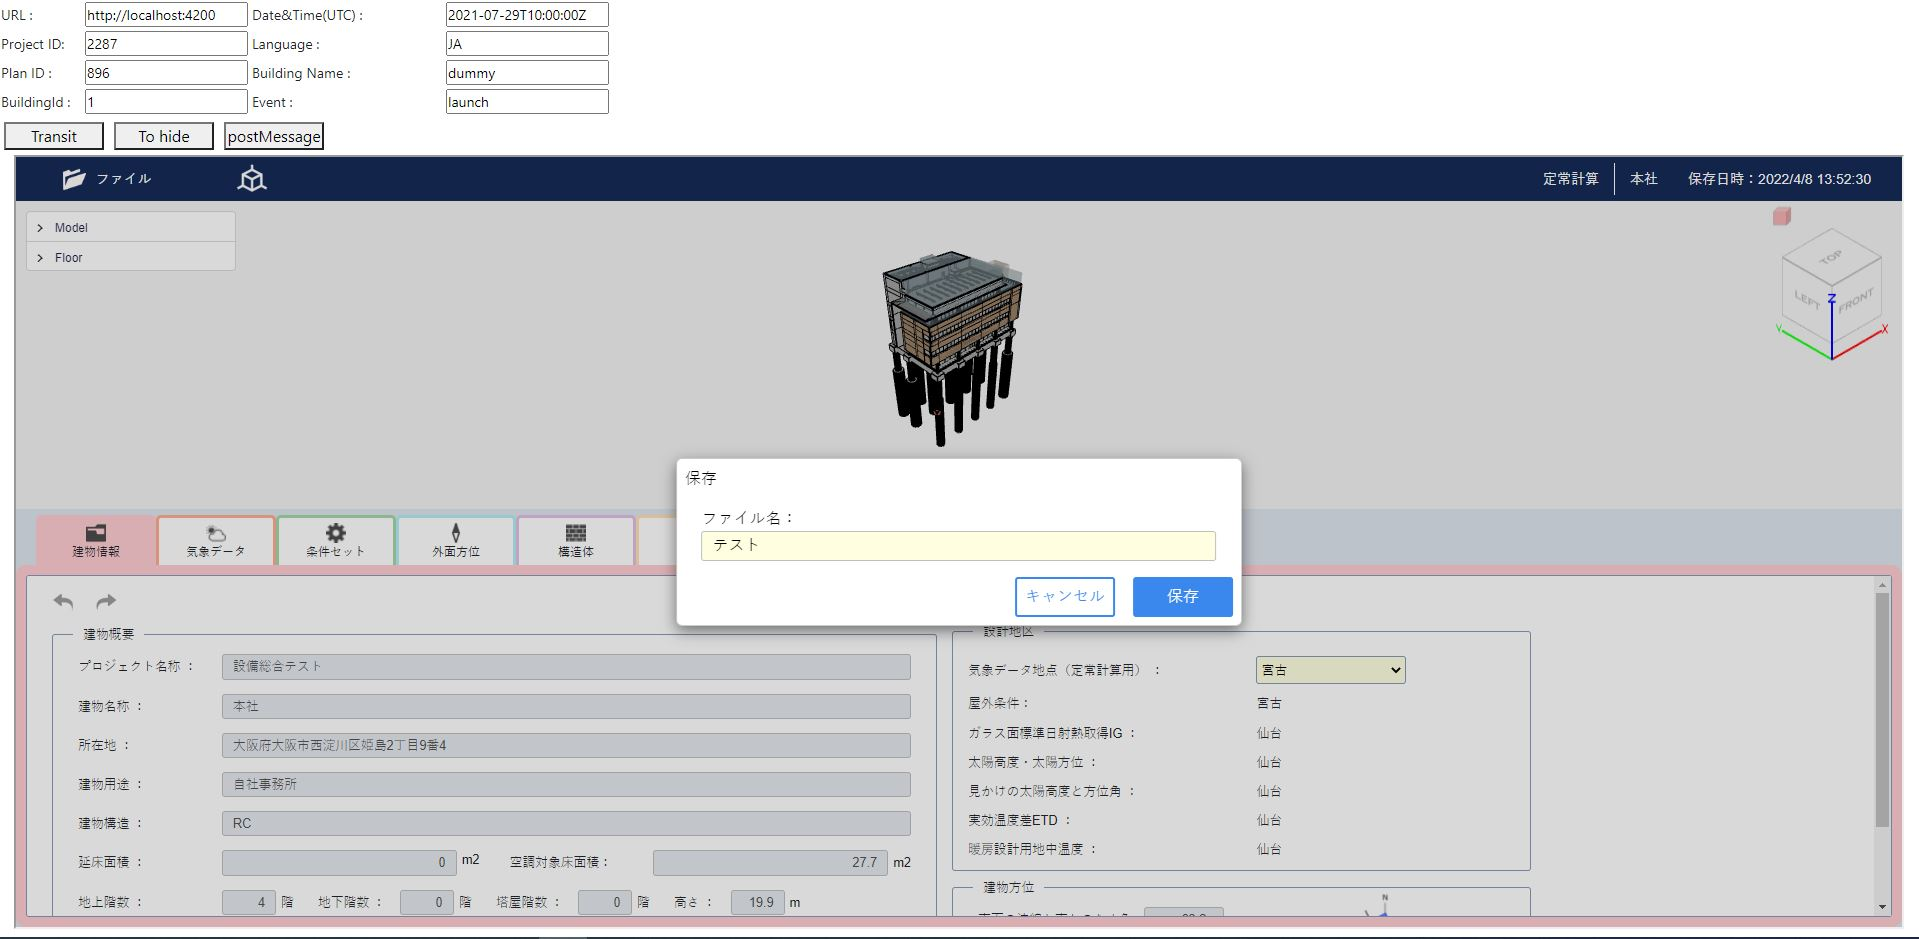 URL : http://localhost:4200 Date&Time(UTC) : 2021-07-29T10:00:00Z
Project ID: 2287 Language : JA
Plan ID : 896 Building Name : dummy
BuildingId : 1 Event : launch
Transit To hide postMessage
ファイル 定常計算 本社 保存日時：2022/4/8 13:52:30
Model
Floor
TOP
LEFT FRONT
Z
Y X
保存
ファイル名：
テスト
キャンセル 保存
建物情報 気象データ 条件セット 外面方位 構造体
建物概要
プロジェクト名称 ： 設備総合テスト
建物名称 ： 本社
所在地 ： 大阪府大阪市西淀川区姫島2丁目9番4
建物用途 ： 自社事務所
建物構造 ： RC
延床面積 ： 0 m2 空調対象床面積： 27.7 m2
地上階数 ： 4 階 地下階数 ： 0 階 塔屋階数 ： 0 階 高さ ： 19.9 m
設計地区
気象データ地点（定常計算用） ： 宮古
屋外条件： 宮古
ガラス面標準日射熱取得IG ： 仙台
太陽高度・太陽方位 ： 仙台
見かけの太陽高度と方位角 ： 仙台
実効温度差ETD ： 仙台
暖房設計用地中温度 ： 仙台
建物方位
N